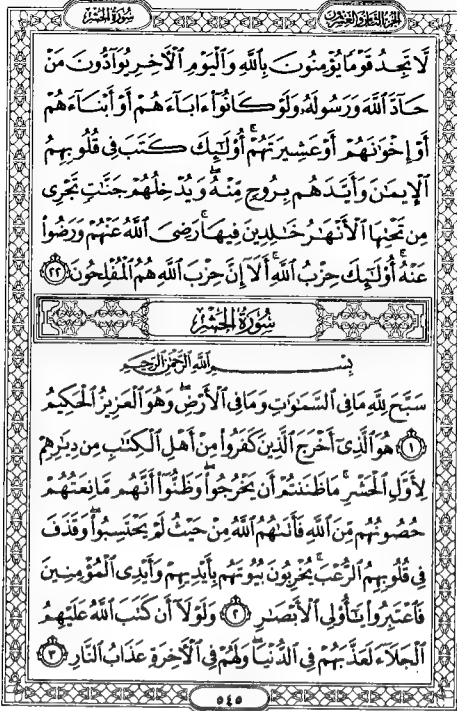 الجزء الثامن والعشرون
سورة الحشر
لَّا تَجِدُ قَوْمًا يُؤْمِنُونَ بِٱللَّهِ وَٱلْيَوْمِ ٱلْءَاخِرِ يُوَآدُّونَ مَنْ
حَآدَّ ٱللَّهَ وَرَسُولَهُۥ وَلَوْ كَانُوٓا۟ ءَابَآءَهُمْ أَوْ أَبْنَآءَهُمْ
أَوْ إِخْوَٰنَهُمْ أَوْ عَشِيرَتَهُمْ ۚ أُو۟لَٰٓئِكَ كَتَبَ فِى قُلُوبِهِمُ
ٱلْإِيمَٰنَ وَأَيَّدَهُم بِرُوحٍ مِّنْهُ ۖ وَيُدْخِلُهُمْ جَنَّٰتٍ تَجْرِى
مِن تَحْتِهَا ٱلْأَنْهَٰرُ خَٰلِدِينَ فِيهَا ۚ رَضِىَ ٱللَّهُ عَنْهُمْ وَرَضُوا۟
عَنْهُ ۚ أُو۟لَٰٓئِكَ حِزْبُ ٱللَّهِ ۚ أَلَآ إِنَّ حِزْبَ ٱللَّهِ هُمُ ٱلْمُفْلِحُونَ ٢٢
سُورَةُ الحَشْرِ
بِسْمِ ٱللَّهِ ٱلرَّحْمَٰنِ ٱلرَّحِيمِ
سَبَّحَ لِلَّهِ مَا فِى ٱلسَّمَٰوَٰتِ وَمَا فِى ٱلْأَرْضِ ۖ وَهُوَ ٱلْعَزِيزُ ٱلْحَكِيمُ
١ هُوَ ٱلَّذِىٓ أَخْرَجَ ٱلَّذِينَ كَفَرُوا۟ مِنْ أَهْلِ ٱلْكِتَٰبِ مِن دِيَٰرِهِمْ
لِأَوَّلِ ٱلْحَشْرِ ۚ مَا ظَنَنتُمْ أَن يَخْرُجُوا۟ ۖ وَظَنُّوٓا۟ أَنَّهُم مَّانِعَتُهُمْ
حُصُونُهُم مِّنَ ٱللَّهِ فَأَتَىٰهُمُ ٱللَّهُ مِنْ حَيْثُ لَمْ يَحْتَسِبُوا۟ ۖ وَقَذَفَ
فِى قُلُوبِهِمُ ٱلرُّعْبَ ۚ يُخْرِبُونَ بُيُوتَهُم بِأَيْدِيهِمْ وَأَيْدِى ٱلْمُؤْمِنِينَ
فَٱعْتَبِرُوا۟ يَٰٓأُو۟لِى ٱلْأَبْصَٰرِ ٢ وَلَوْلَآ أَن كَتَبَ ٱللَّهُ عَلَيْهِمُ
ٱلْجَلَآءَ لَعَذَّبَهُمْ فِى ٱلدُّنْيَا ۖ وَلَهُمْ فِى ٱلْءَاخِرَةِ عَذَابُ ٱلنَّارِ ٣
٥٤٥